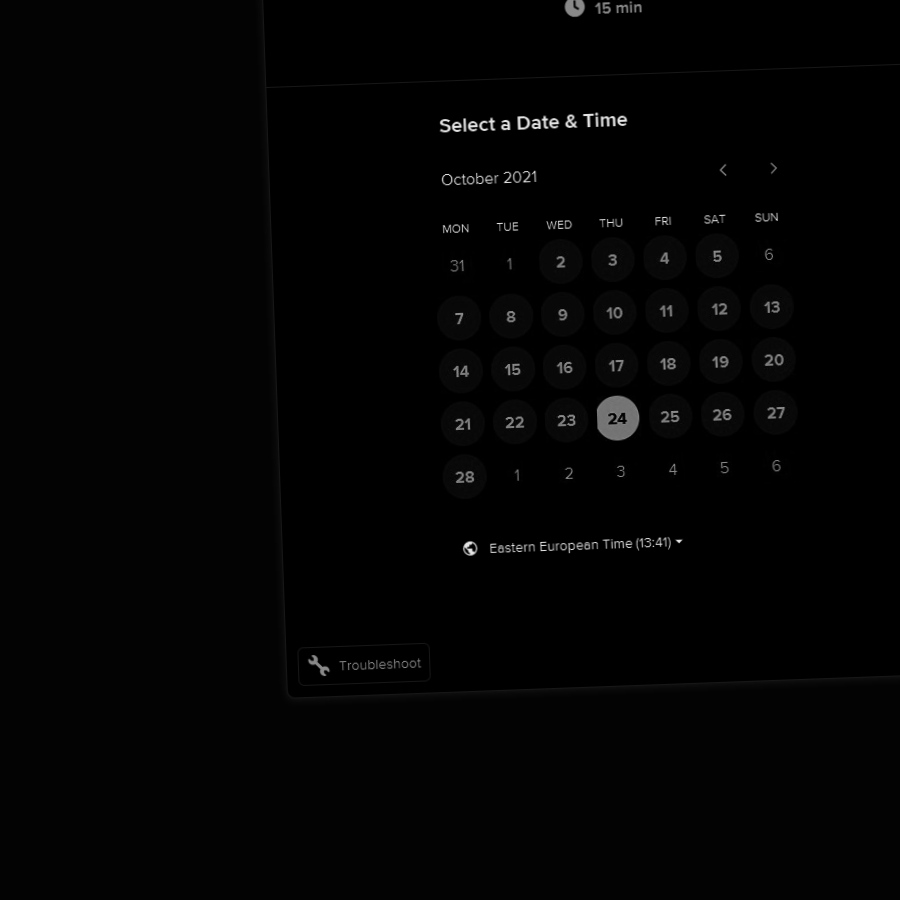 15 min
Select a Date & Time
October 2021
MON TUE WED THU FRI SAT SUN
31 1 2 3 4 5 6
7 8 9 10 11 12 13
14 15 16 17 18 19 20
21 22 23 24 25 26 27
28 1 2 3 4 5 6
Eastern European Time (13:41)
Troubleshoot